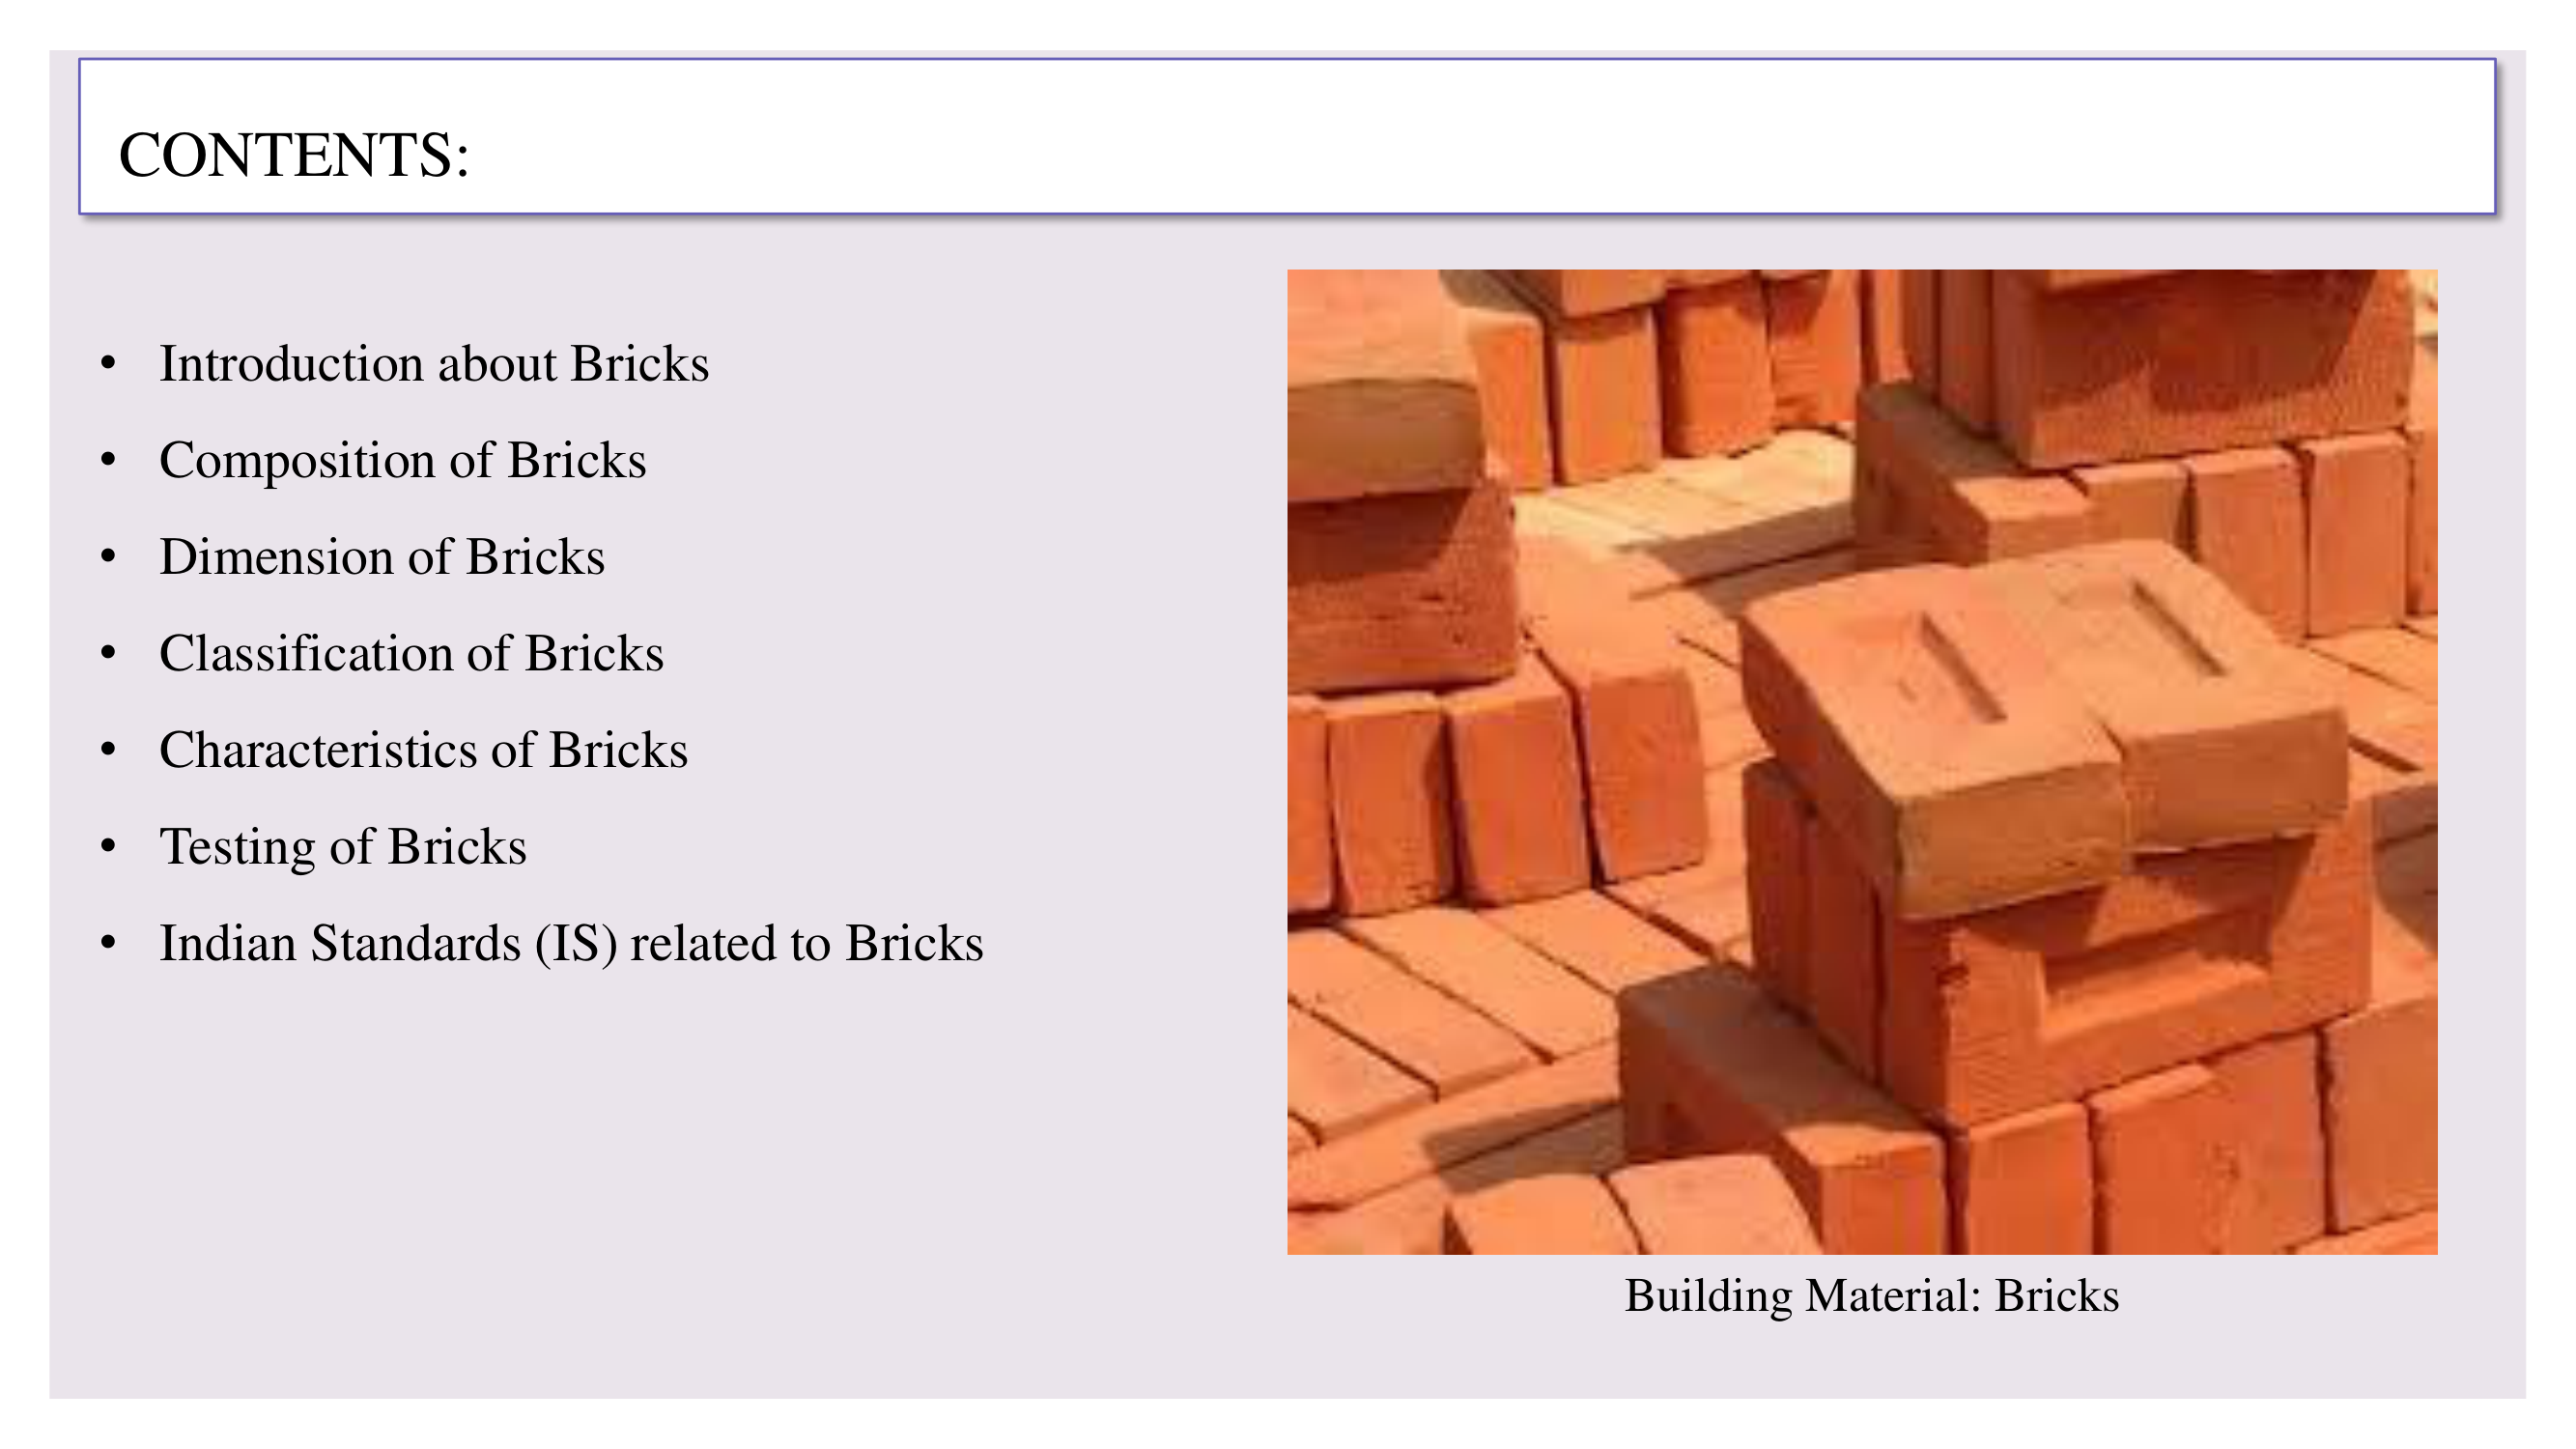 CONTENTS:
• Introduction about Bricks
• Composition of Bricks
• Dimension of Bricks
• Classification of Bricks
• Characteristics of Bricks
• Testing of Bricks
• Indian Standards (IS) related to Bricks
Building Material: Bricks